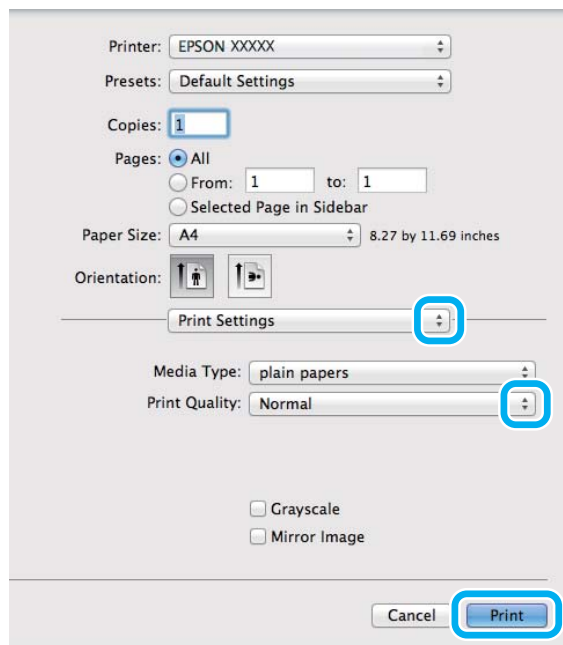 Printer: EPSON XXXXX
Presets: Default Settings
Copies: 1
Pages: All
From: 1 to: 1
Selected Page in Sidebar
Paper Size: A4 8.27 by 11.69 inches
Orientation:
Print Settings
Media Type: plain papers
Print Quality: Normal
Grayscale
Mirror Image
Cancel Print